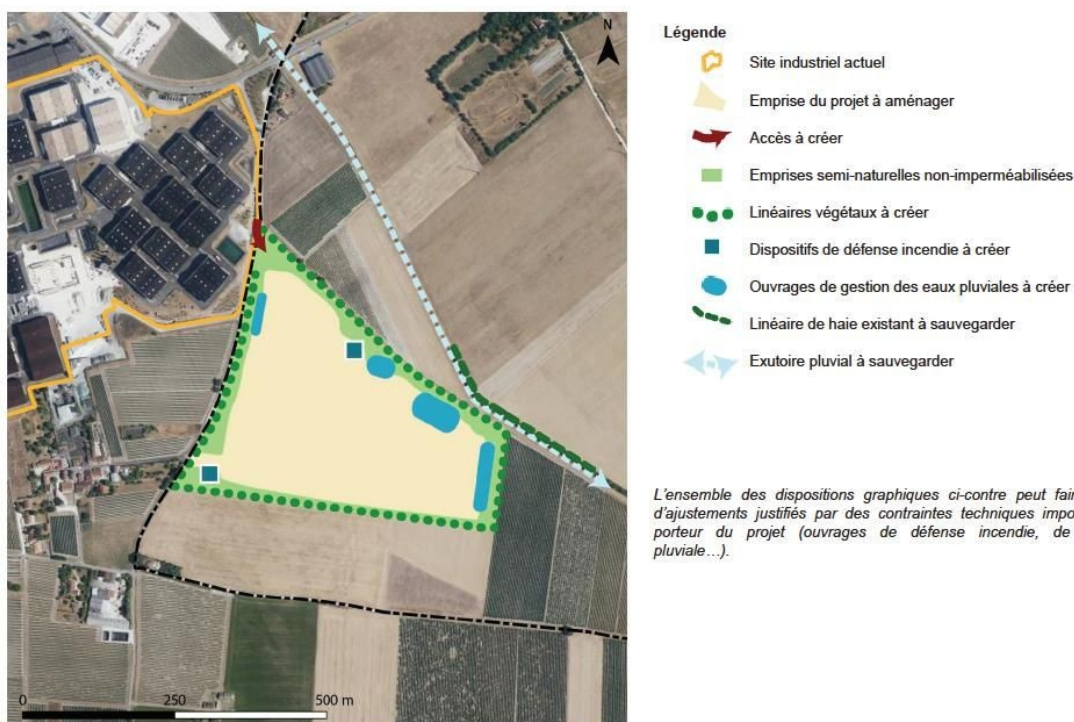 N
0
250
500 m
Légende
Site industriel actuel
Emprise du projet à aménager
Accès à créer
Emprises semi-naturelles non-imperméabilisées
Linéaires végétaux à créer
Dispositifs de défense incendie à créer
Ouvrages de gestion des eaux pluviales à créer
Linéaire de haie existant à sauvegarder
Exutoire pluvial à sauvegarder
L'ensemble des dispositions graphiques ci-contre peut
d'ajustements justifiés par des contraintes techniques
porteur du projet (ouvrages de défense incendie, de
pluviale…).